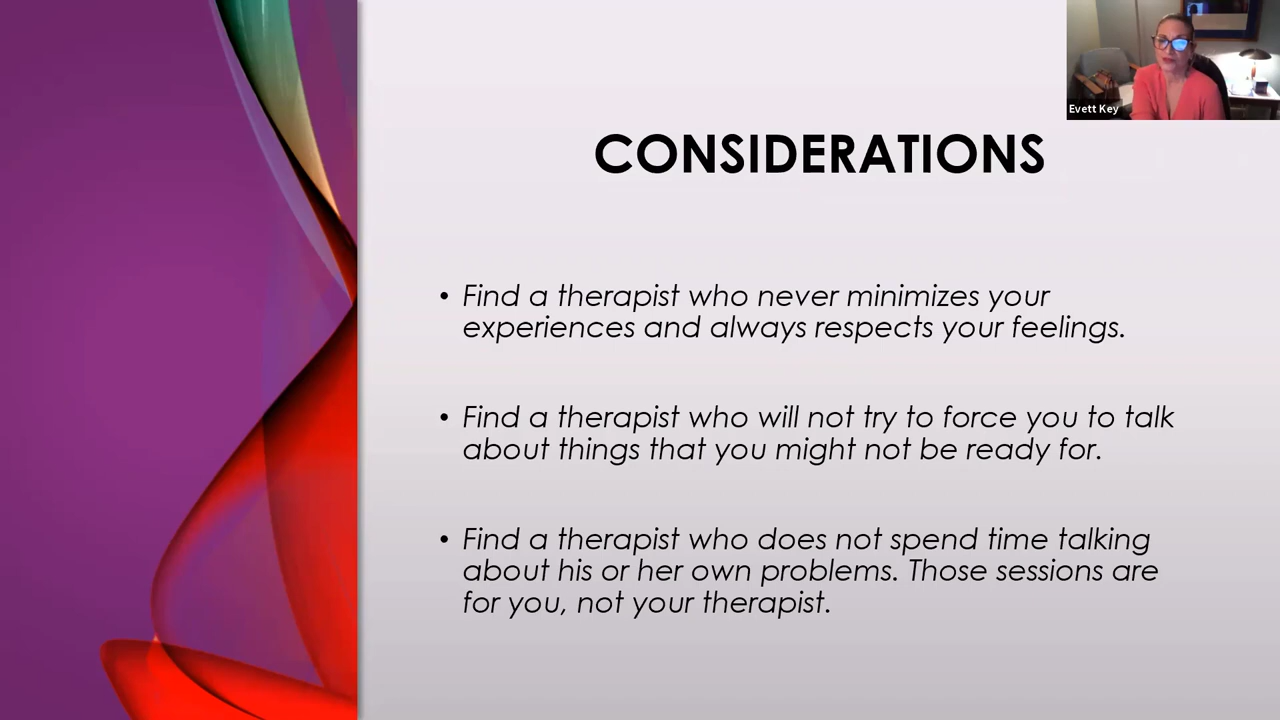 Evett Key
CONSIDERATIONS
• Find a therapist who never minimizes your
experiences and always respects your feelings.
• Find a therapist who will not try to force you to talk
about things that you might not be ready for.
• Find a therapist who does not spend time talking
about his or her own problems. Those sessions are
for you, not your therapist.